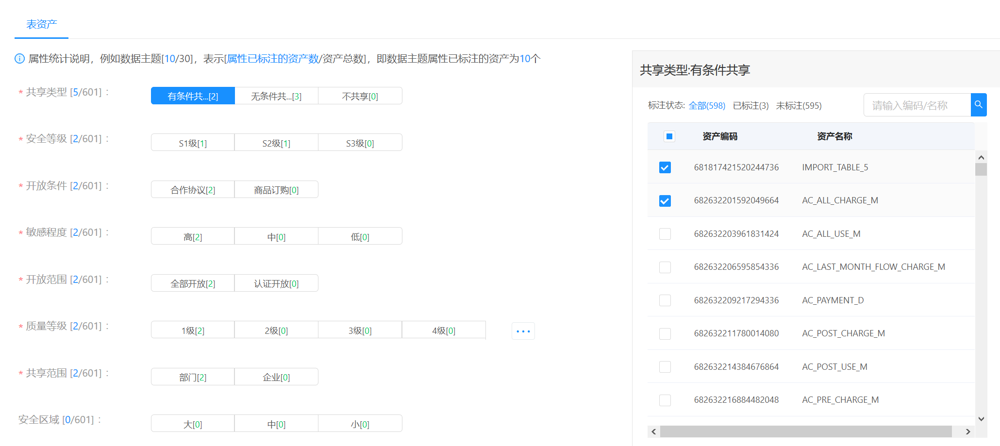 表资产
属性统计说明，例如数据主题[10/30]，表示[属性已标注的资产数/资产总数]，即数据主题属性已标注的资产为10个
* 共享类型 [5/601]：
有条件共...[2] 无条件共...[3] 不共享[0]
* 安全等级 [2/601]：
S1级[1] S2级[1] S3级[0]
* 开放条件 [2/601]：
合作协议[2] 商品订购[0]
* 敏感程度 [2/601]：
高[2] 中[0] 低[0]
* 开放范围 [2/601]：
全部开放[2] 认证开放[0]
* 质量等级 [2/601]：
1级[2] 2级[0] 3级[0] 4级[0] ...
* 共享范围 [2/601]：
部门[2] 企业[0]
安全区域 [0/601]：
大[0] 中[0] 小[0]
共享类型:有条件共享
标注状态: 全部(598) 已标注(3) 未标注(595) 请输入编码/名称
资产编码 资产名称
681817421520244736 IMPORT_TABLE_5
682632201592049664 AC_ALL_CHARGE_M
682632203961831424 AC_ALL_USE_M
682632206595854336 AC_LAST_MONTH_FLOW_CHARGE_M
682632209217294336 AC_PAYMENT_D
682632211780014080 AC_POST_CHARGE_M
682632214384676864 AC_POST_USE_M
682632216884482048 AC_PRE_CHARGE_M